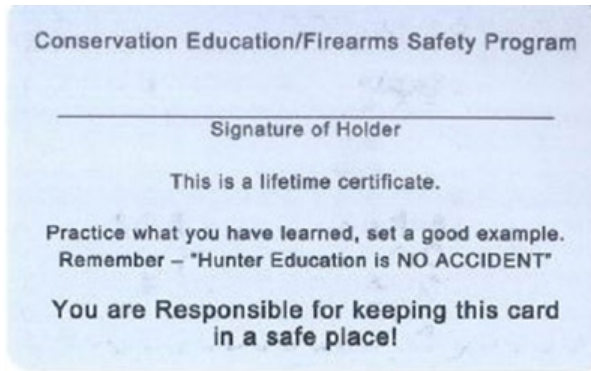 Conservation Education/Firearms Safety Program
Signature of Holder
This is a lifetime certificate.
Practice what you have learned, set a good example.
Remember – "Hunter Education is NO ACCIDENT"
You are Responsible for keeping this card
in a safe place!